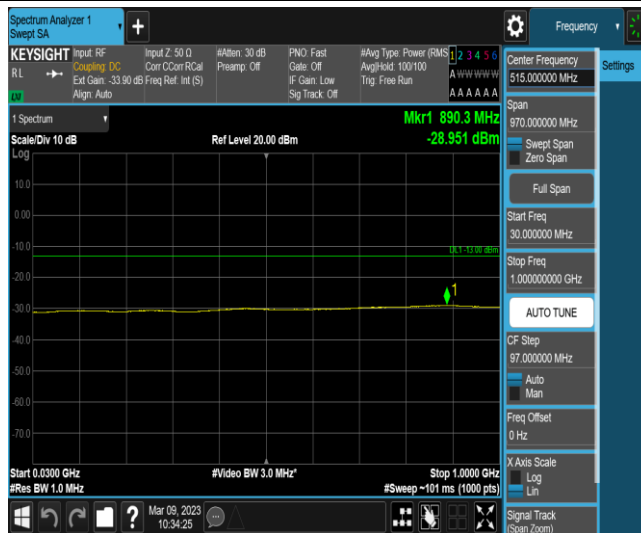 Spectrum Analyzer 1
Swept SA
Frequency
KEYSIGHT
RL
LXI
Input: RF
Coupling: DC
Ext Gain: -33.90 dB
Align: Auto
Input Z: 50 Ω
Corr CCorr RCal
Freq Ref: Int (S)
#Atten: 30 dB
Preamp: Off
PNO: Fast
Gate: Off
IF Gain: Low
Sig Track: Off
#Avg Type: Power (RMS
Avg|Hold: 100/100
Trig: Free Run
1 2 3 4 5 6
A W W W W W
A A A A A A
1 Spectrum
Scale/Div 10 dB
Log
Ref Level 20.00 dBm
Mkr1 890.3 MHz
-28.951 dBm
10.0
0.00
-10.0
DL1 -13.00 dBm
-20.0
1
-30.0
-40.0
-50.0
-60.0
-70.0
Start 0.0300 GHz
#Res BW 1.0 MHz
#Video BW 3.0 MHz*
Stop 1.0000 GHz
#Sweep ~101 ms (1000 pts)
Mar 09, 2023
10:34:25
Center Frequency
515.000000 MHz
Span
970.000000 MHz
Swept Span
Zero Span
Full Span
Start Freq
30.000000 MHz
Stop Freq
1.000000000 GHz
AUTO TUNE
CF Step
97.000000 MHz
Auto
Man
Freq Offset
0 Hz
X Axis Scale
Log
Lin
Signal Track
(Span Zoom)
Settings